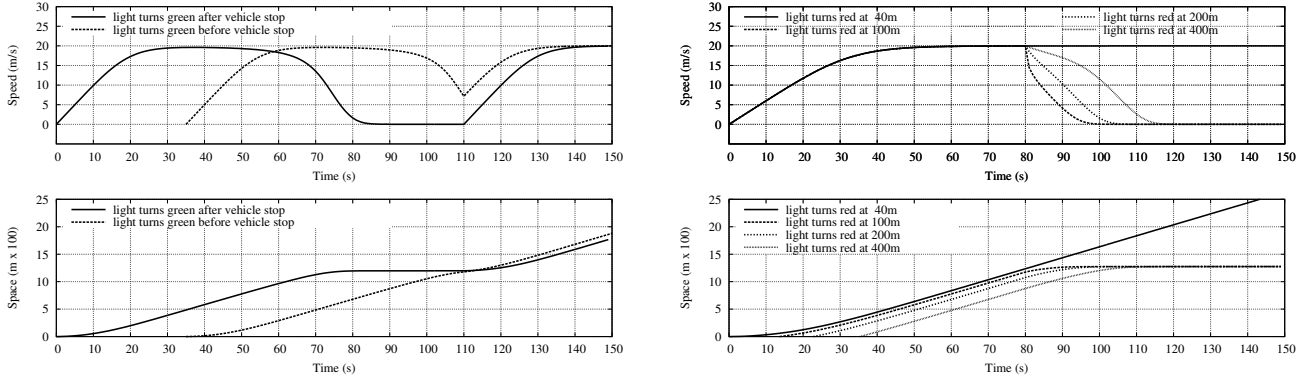 25
20
15
10
5
0
Speed (m/s)
light turns green after vehicle stop
light turns green before vehicle stop
0 10 20 30 40 50 60 70 80 90 100 110 120 130 140 150
Time (s)
25
20
15
10
5
0
Speed (m/s)
light turns red at 40m
light turns red at 100m
light turns red at 200m
light turns red at 400m
0 10 20 30 40 50 60 70 80 90 100 110 120 130 140 150
Time (s)
25
20
15
10
5
0
Space (m x 100)
light turns green after vehicle stop
light turns green before vehicle stop
0 10 20 30 40 50 60 70 80 90 100 110 120 130 140 150
Time (s)
25
20
15
10
5
0
Space (m x 100)
light turns red at 40m
light turns red at 100m
light turns red at 200m
light turns red at 400m
0 10 20 30 40 50 60 70 80 90 100 110 120 130 140 150
Time (s)